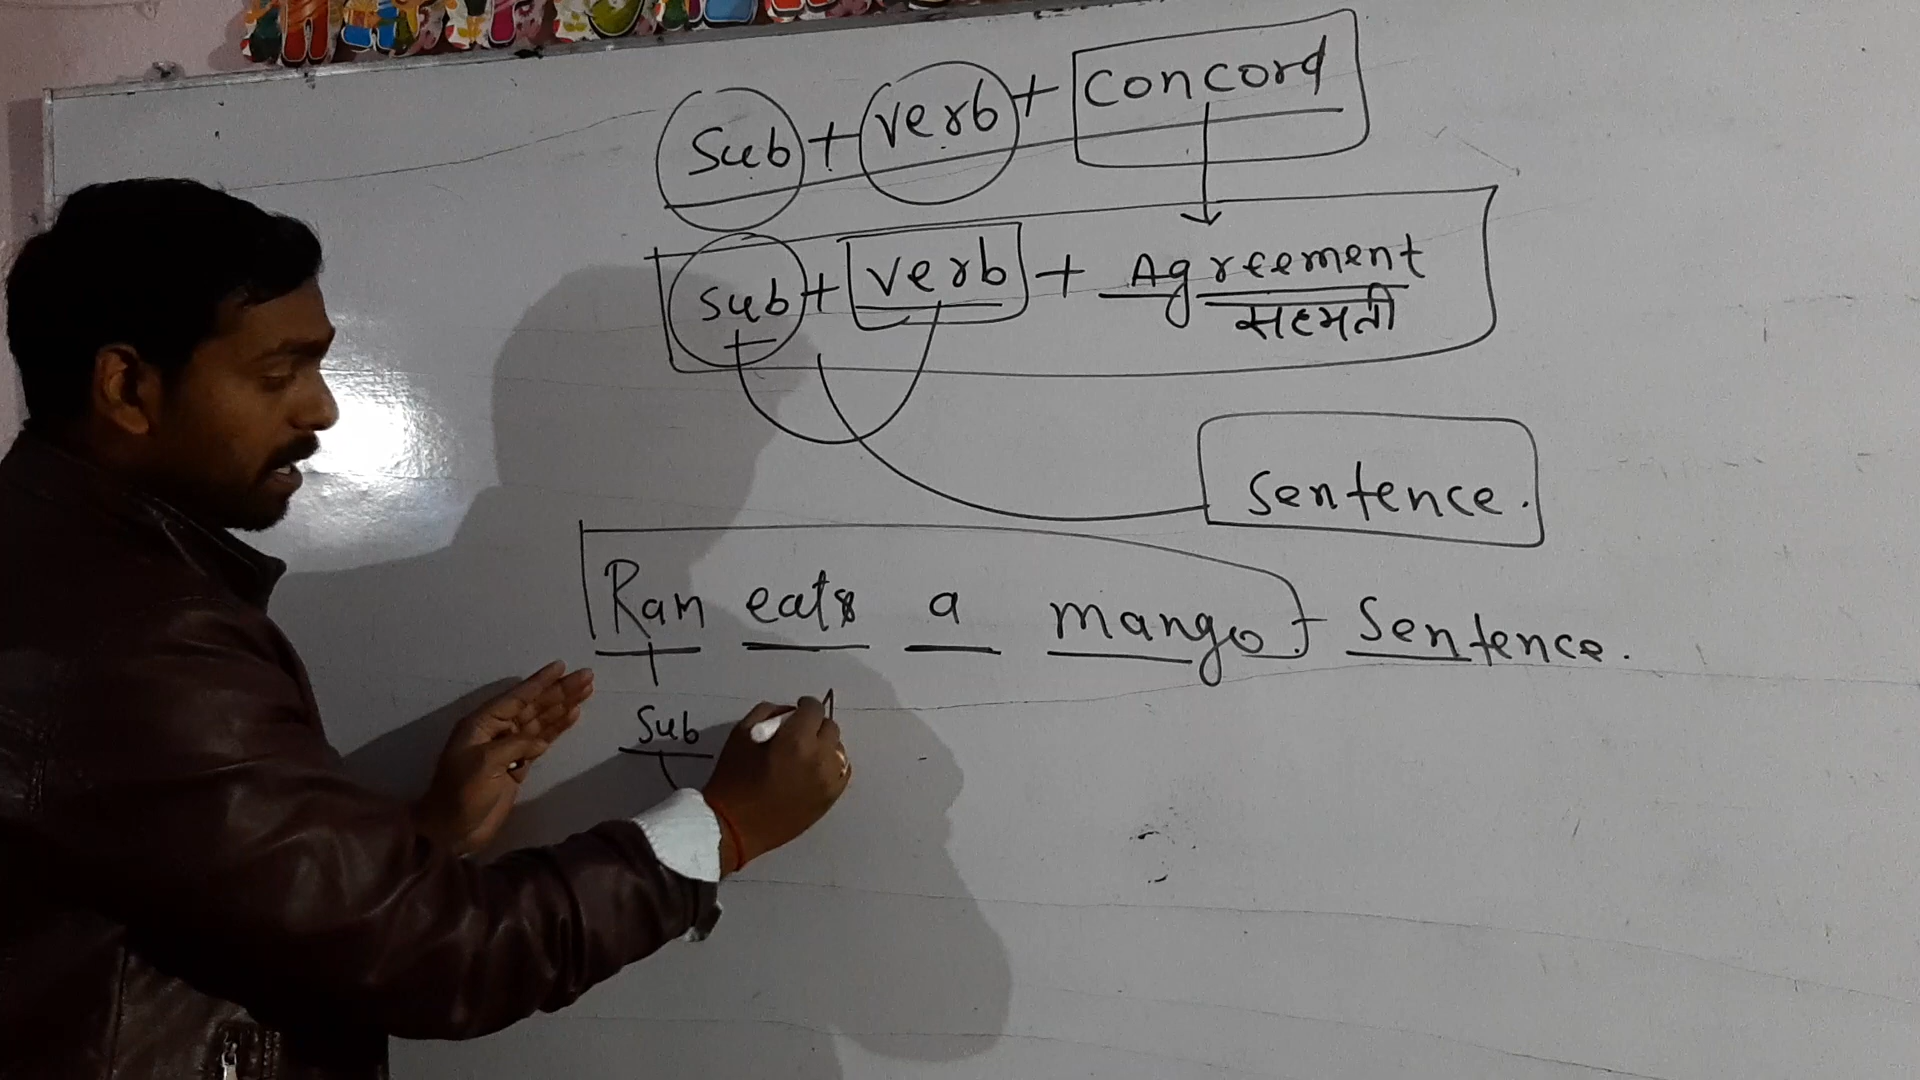 Sub + verb + concord
sub + verb + Agreement
सहमती
sentence.
Ram eats a mango. - Sentence.
Sub